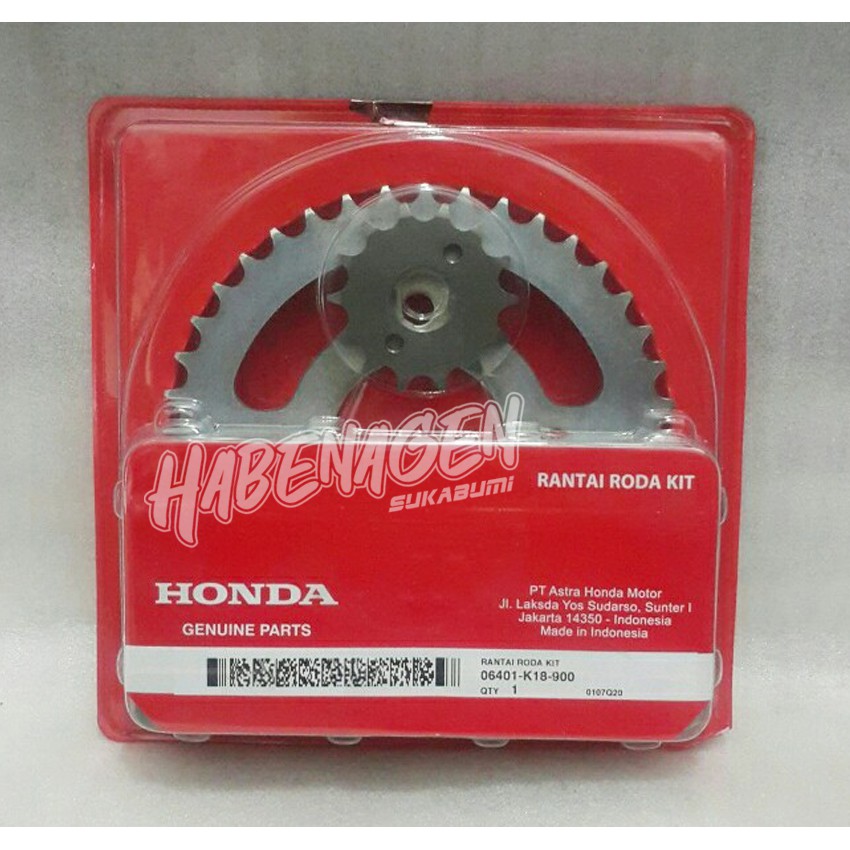 HABENAGEN
SUKABUMI
RANTAI RODA KIT
HONDA
GENUINE PARTS
PT Astra Honda Motor
Jl. Laksda Yos Sudarso, Sunter I
Jakarta 14350 - Indonesia
Made in Indonesia
RANTAI RODA KIT
06401-K18-900
QTY 1 0107Q20